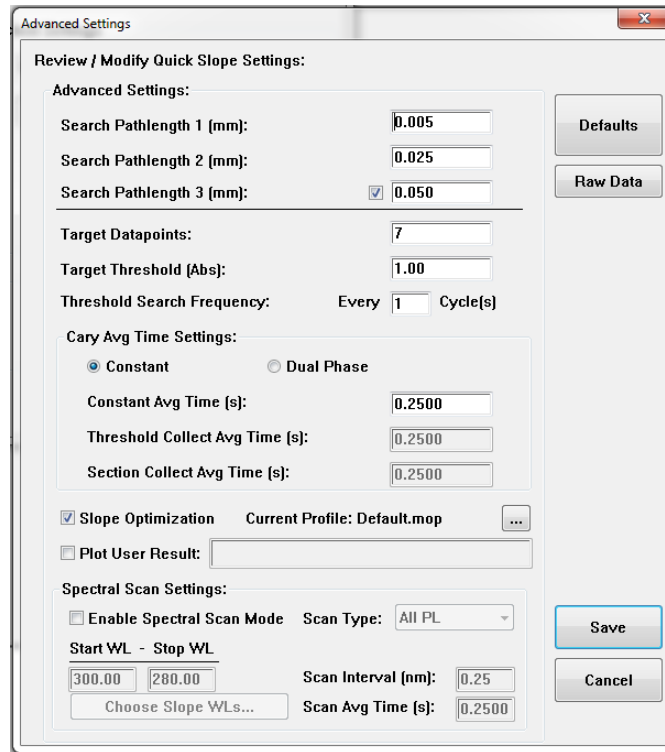 Advanced Settings
x
Review / Modify Quick Slope Settings:
Advanced Settings:
Search Pathlength 1 (mm): 0.005
Defaults
Search Pathlength 2 (mm): 0.025
Search Pathlength 3 (mm): 0.050
Raw Data
Target Datapoints: 7
Target Threshold (Abs): 1.00
Threshold Search Frequency: Every 1 Cycle(s)
Cary Avg Time Settings:
Constant Dual Phase
Constant Avg Time (s): 0.2500
Threshold Collect Avg Time (s): 0.2500
Section Collect Avg Time (s): 0.2500
Slope Optimization Current Profile: Default.mop ...
Plot User Result:
Spectral Scan Settings:
Enable Spectral Scan Mode Scan Type: All PL
Save
Start WL - Stop WL
300.00 280.00 Scan Interval (nm): 0.25
Cancel
Choose Slope WLs... Scan Avg Time (s): 0.2500